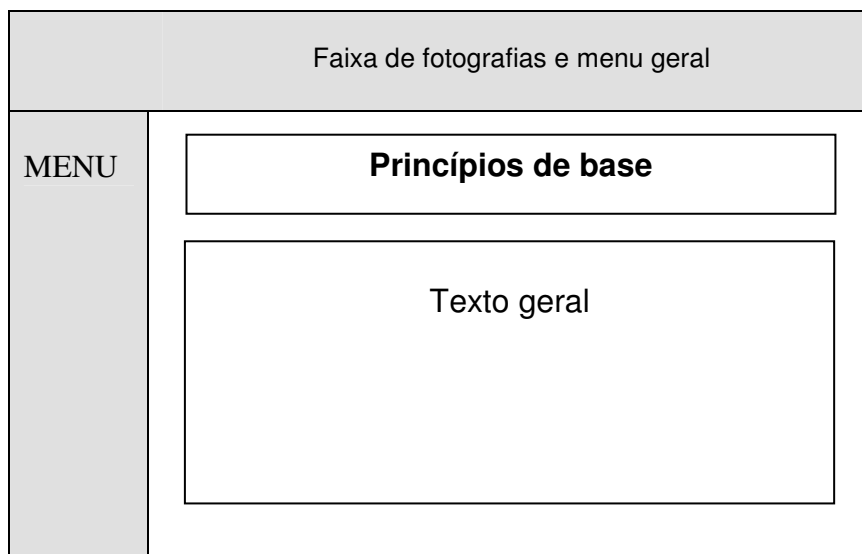 Faixa de fotografias e menu geral
MENU
Princípios de base
Texto geral